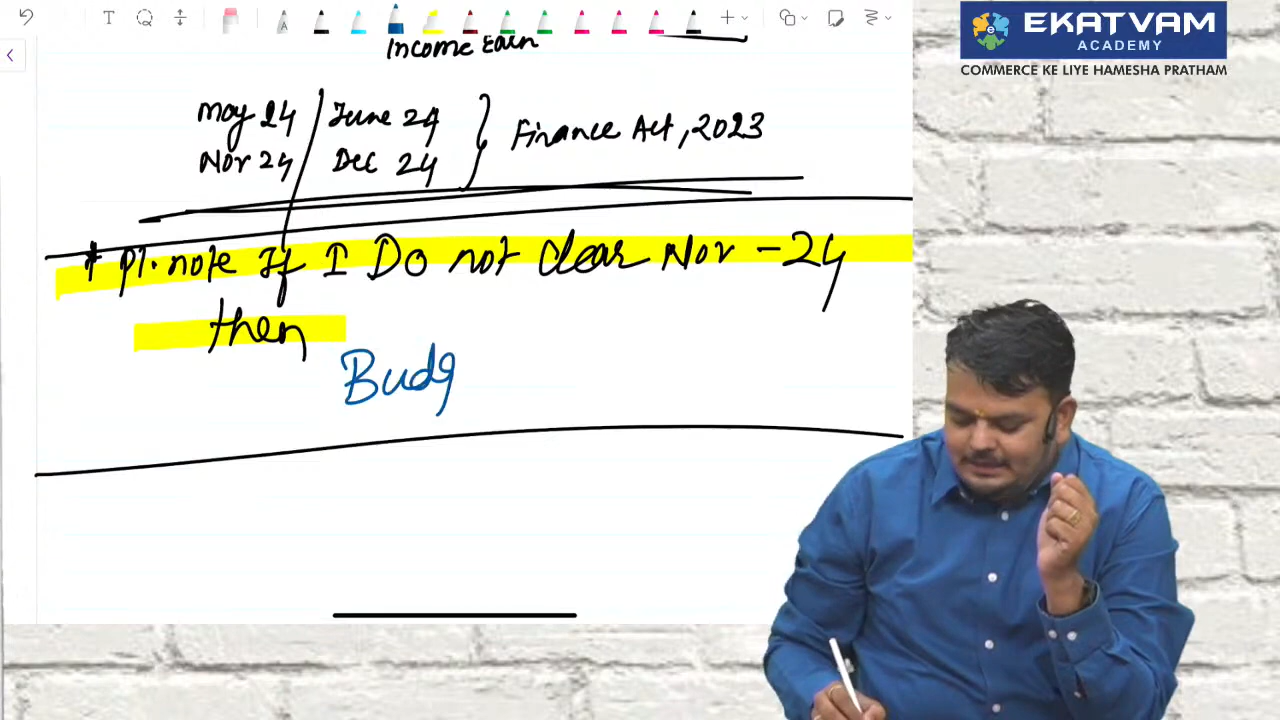 EKATVAM
ACADEMY
COMMERCE KE LIYE HAMESHA PRATHAM
T
A
Income Earn
May 24 June 24
Nov 24 Dec 24
Finance Act, 2023
* Pl. note If I Do not clear Nov - 24
then
Budg